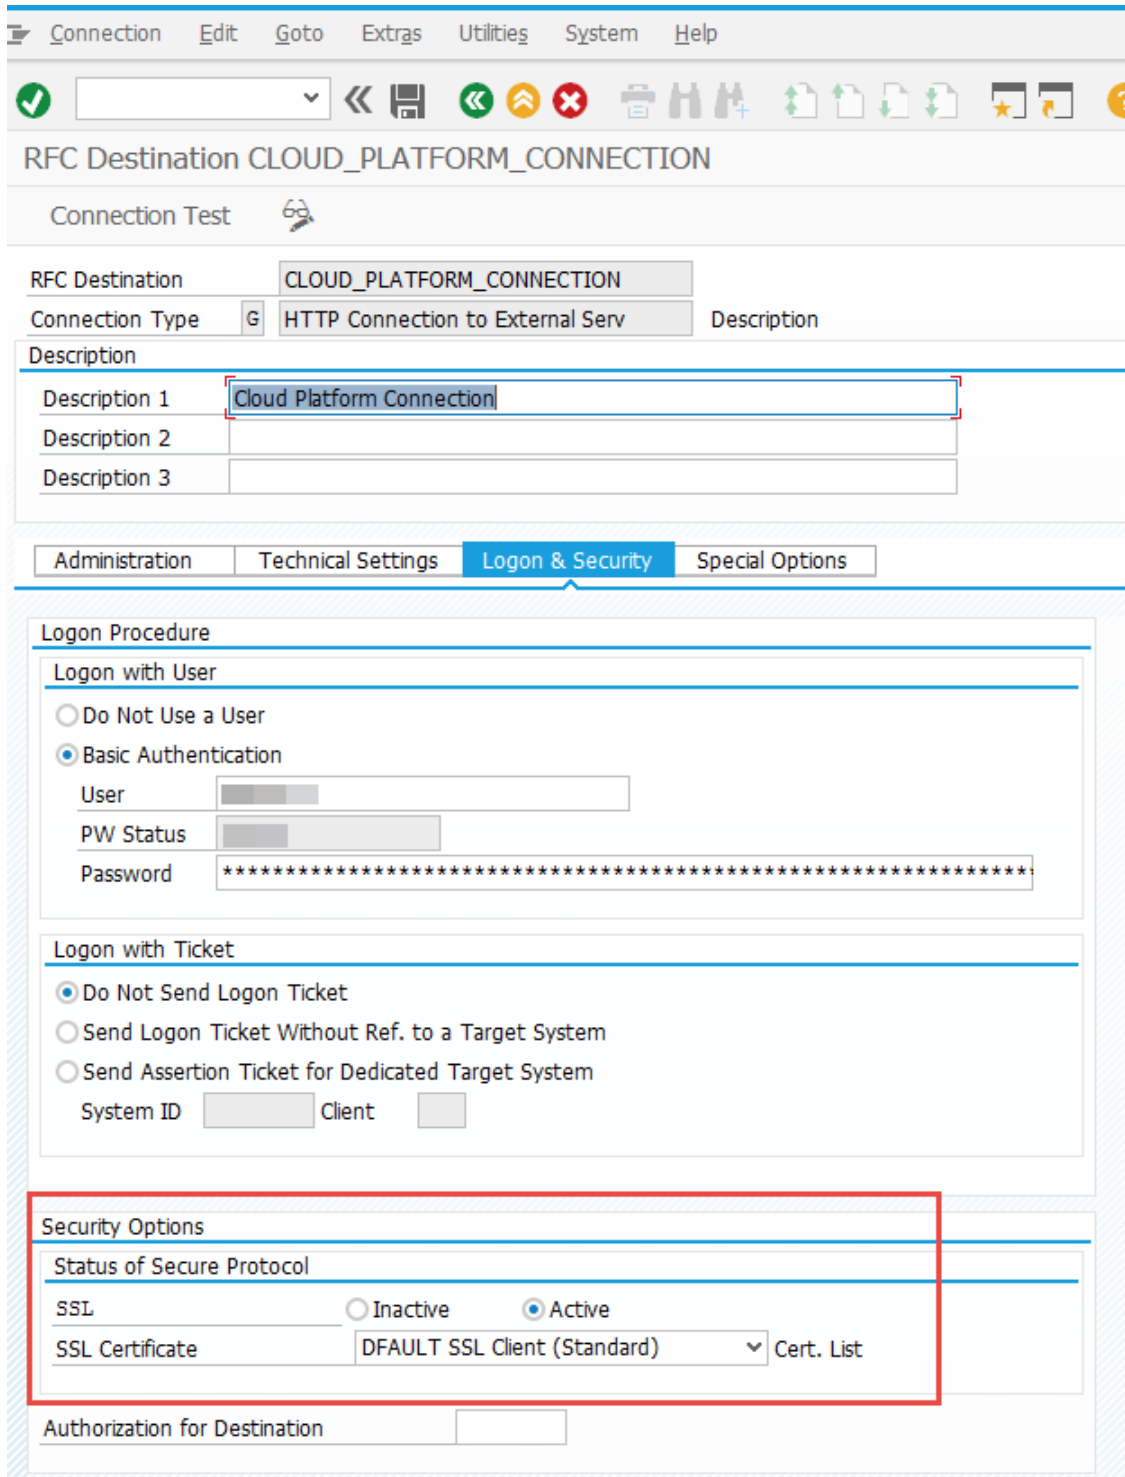 Connection Edit Goto Extras Utilities System Help
RFC Destination CLOUD_PLATFORM_CONNECTION
Connection Test
RFC Destination CLOUD_PLATFORM_CONNECTION
Connection Type G HTTP Connection to External Serv Description
Description
Description 1 Cloud Platform Connection
Description 2
Description 3
Administration Technical Settings Logon & Security Special Options
Logon Procedure
Logon with User
Do Not Use a User
Basic Authentication
User
PW Status
Password ****************************************************************
Logon with Ticket
Do Not Send Logon Ticket
Send Logon Ticket Without Ref. to a Target System
Send Assertion Ticket for Dedicated Target System
System ID Client
Security Options
Status of Secure Protocol
SSL Inactive Active
SSL Certificate DFAULT SSL Client (Standard) Cert. List
Authorization for Destination